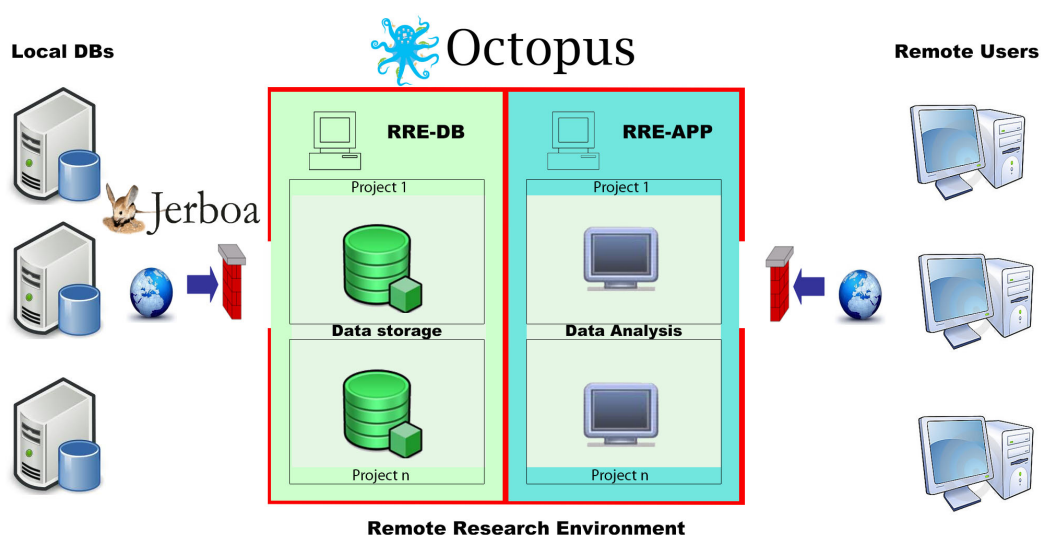 Octopus
Local DBs
Remote Users
RRE-DB
RRE-APP
Project 1
Project 1
Jerboa
Data storage
Data Analysis
Project n
Project n
Remote Research Environment